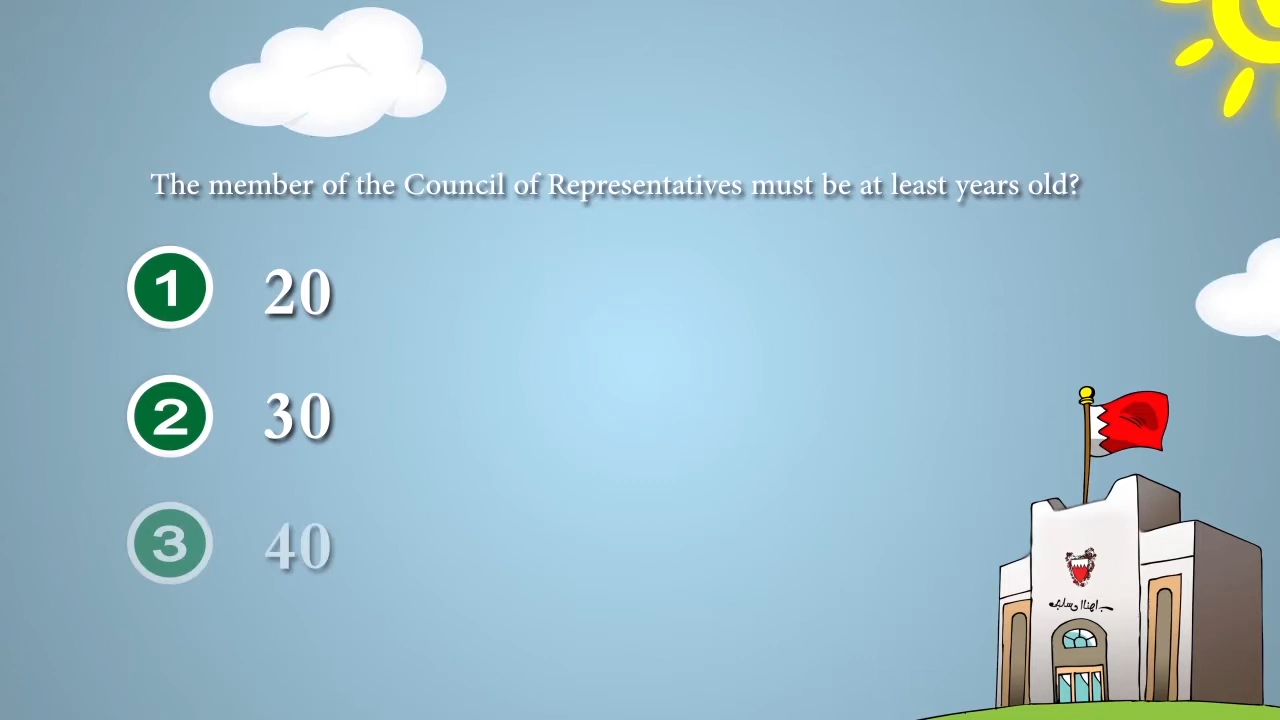 The member of the Council of Representatives must be at least years old?
1 20
2 30
3 40